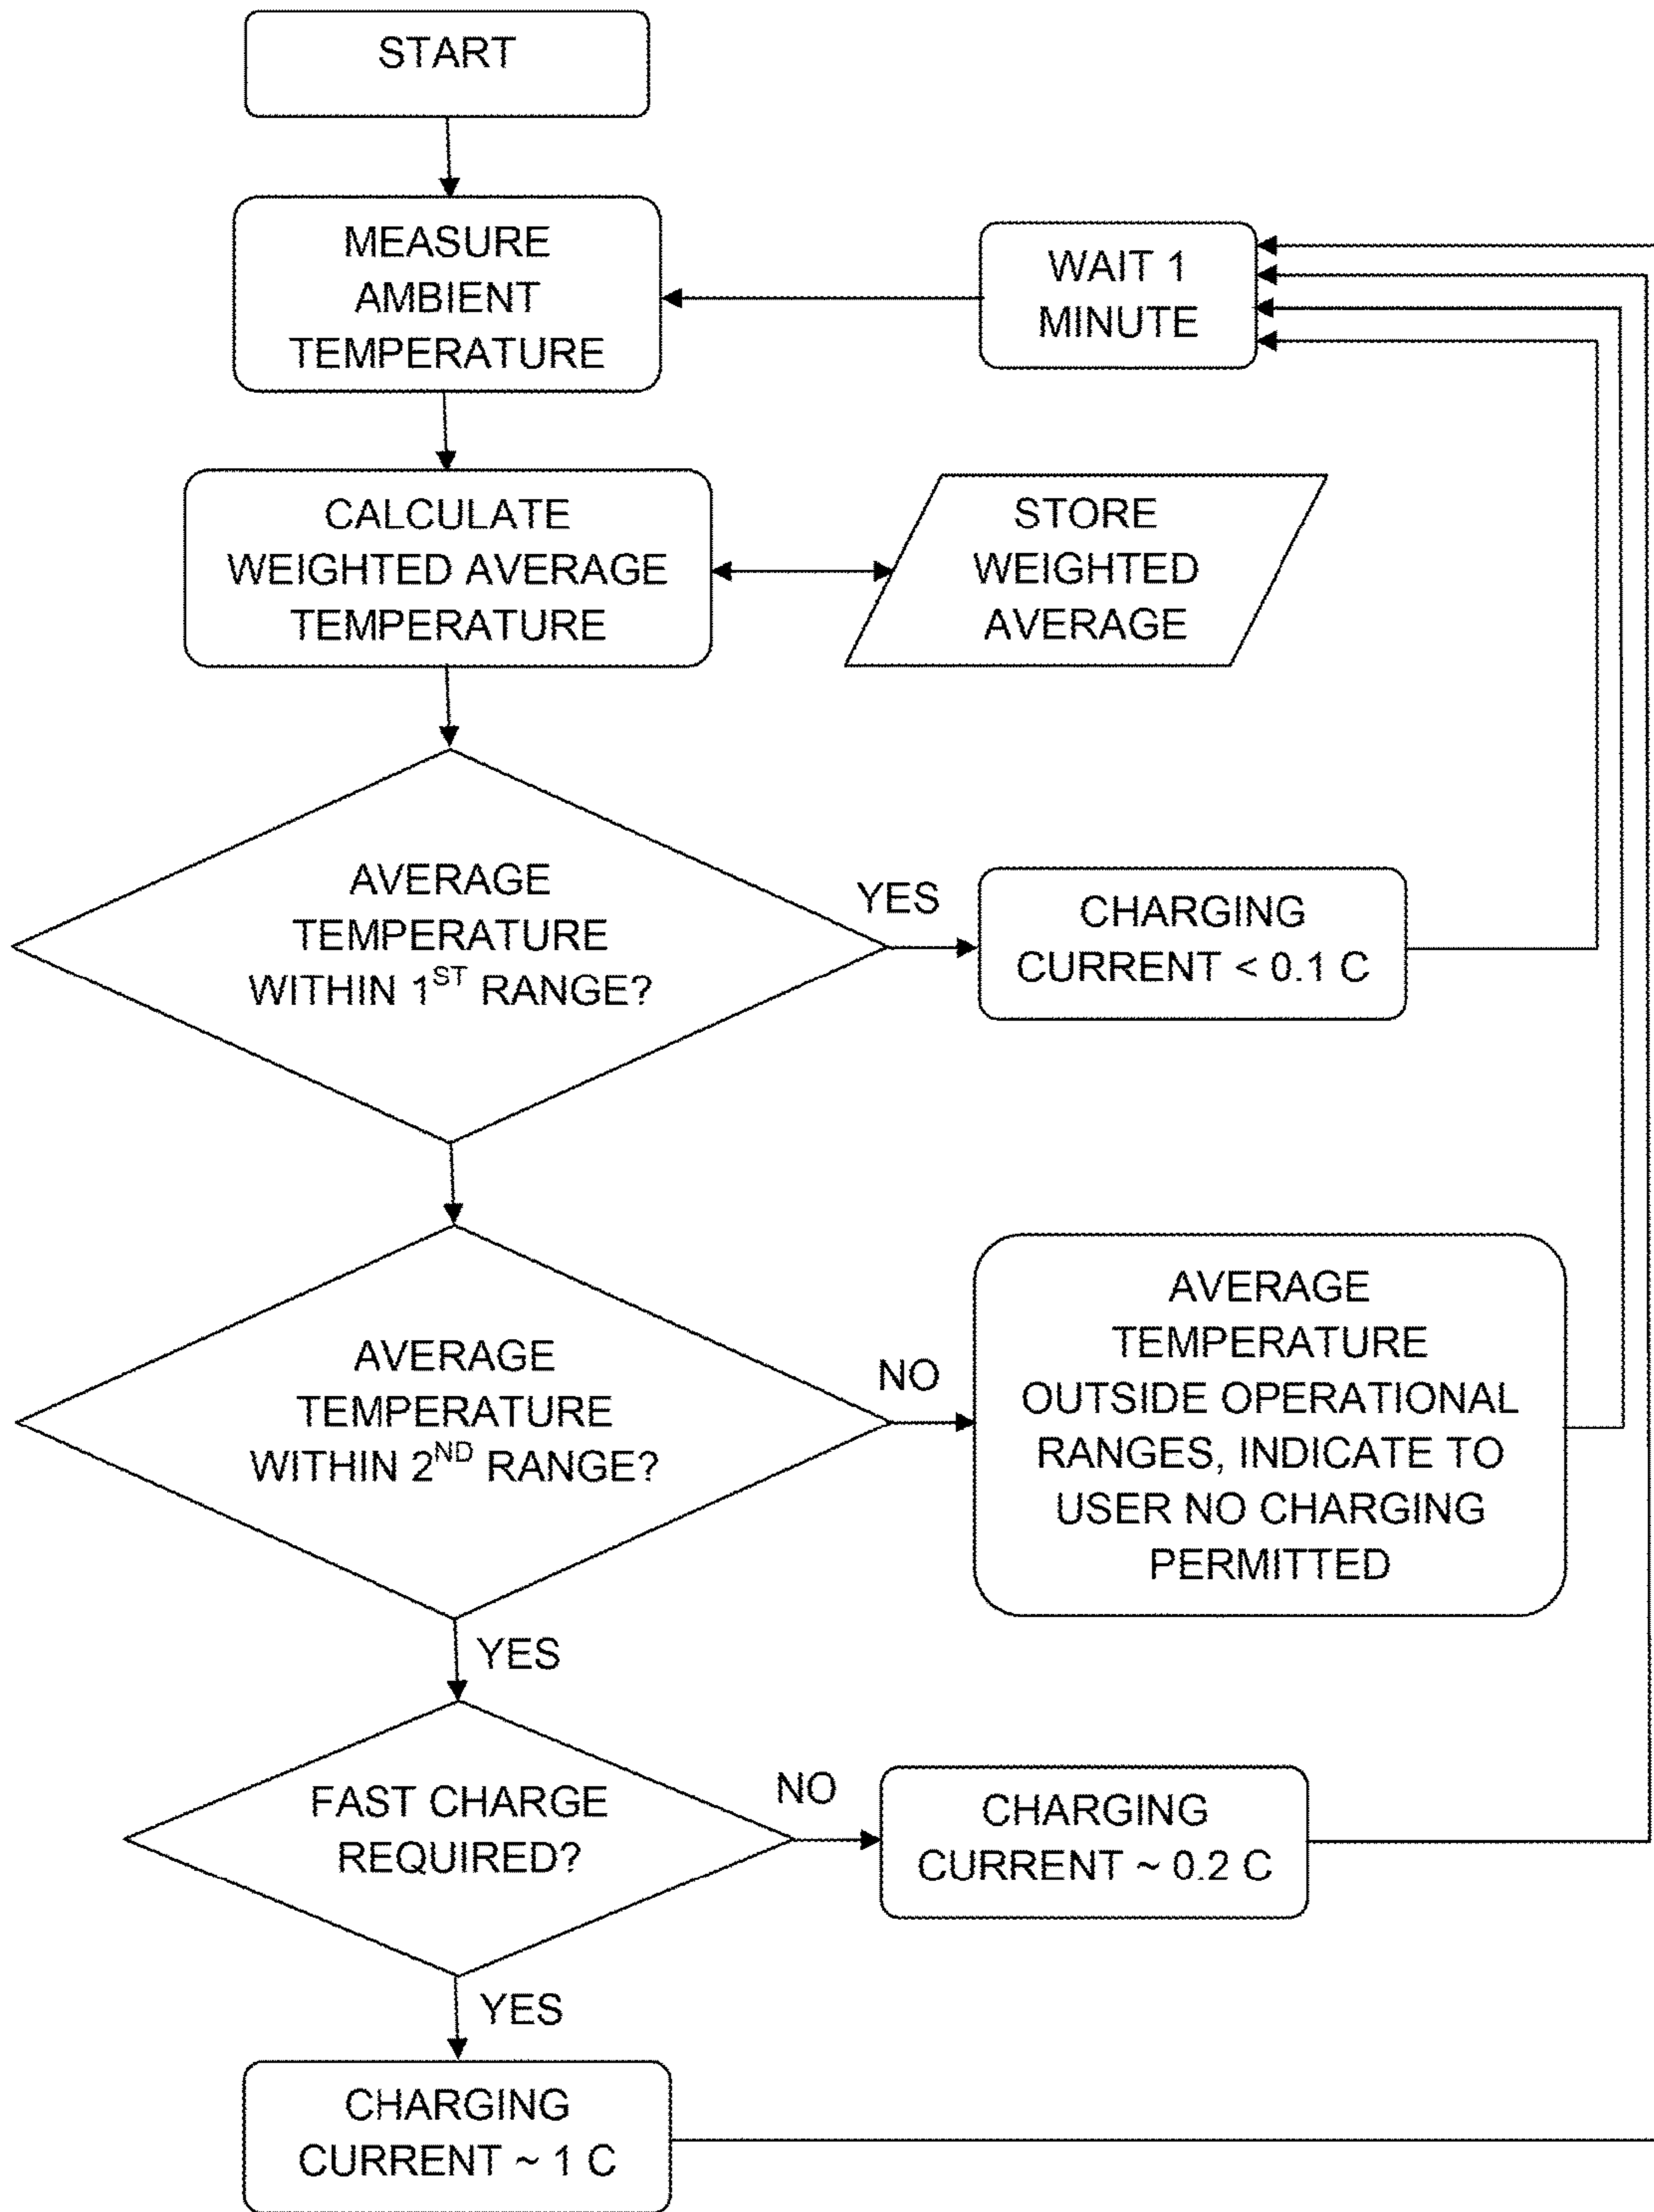 START
MEASURE
AMBIENT
TEMPERATURE
WAIT 1
MINUTE
CALCULATE
WEIGHTED AVERAGE
TEMPERATURE
STORE
WEIGHTED
AVERAGE
AVERAGE
TEMPERATURE
WITHIN 1ST RANGE?
YES
CHARGING
CURRENT < 0.1 C
AVERAGE
TEMPERATURE
WITHIN 2ND RANGE?
NO
AVERAGE
TEMPERATURE
OUTSIDE OPERATIONAL
RANGES, INDICATE TO
USER NO CHARGING
PERMITTED
YES
FAST CHARGE
REQUIRED?
NO
CHARGING
CURRENT ~ 0.2 C
YES
CHARGING
CURRENT ~ 1 C